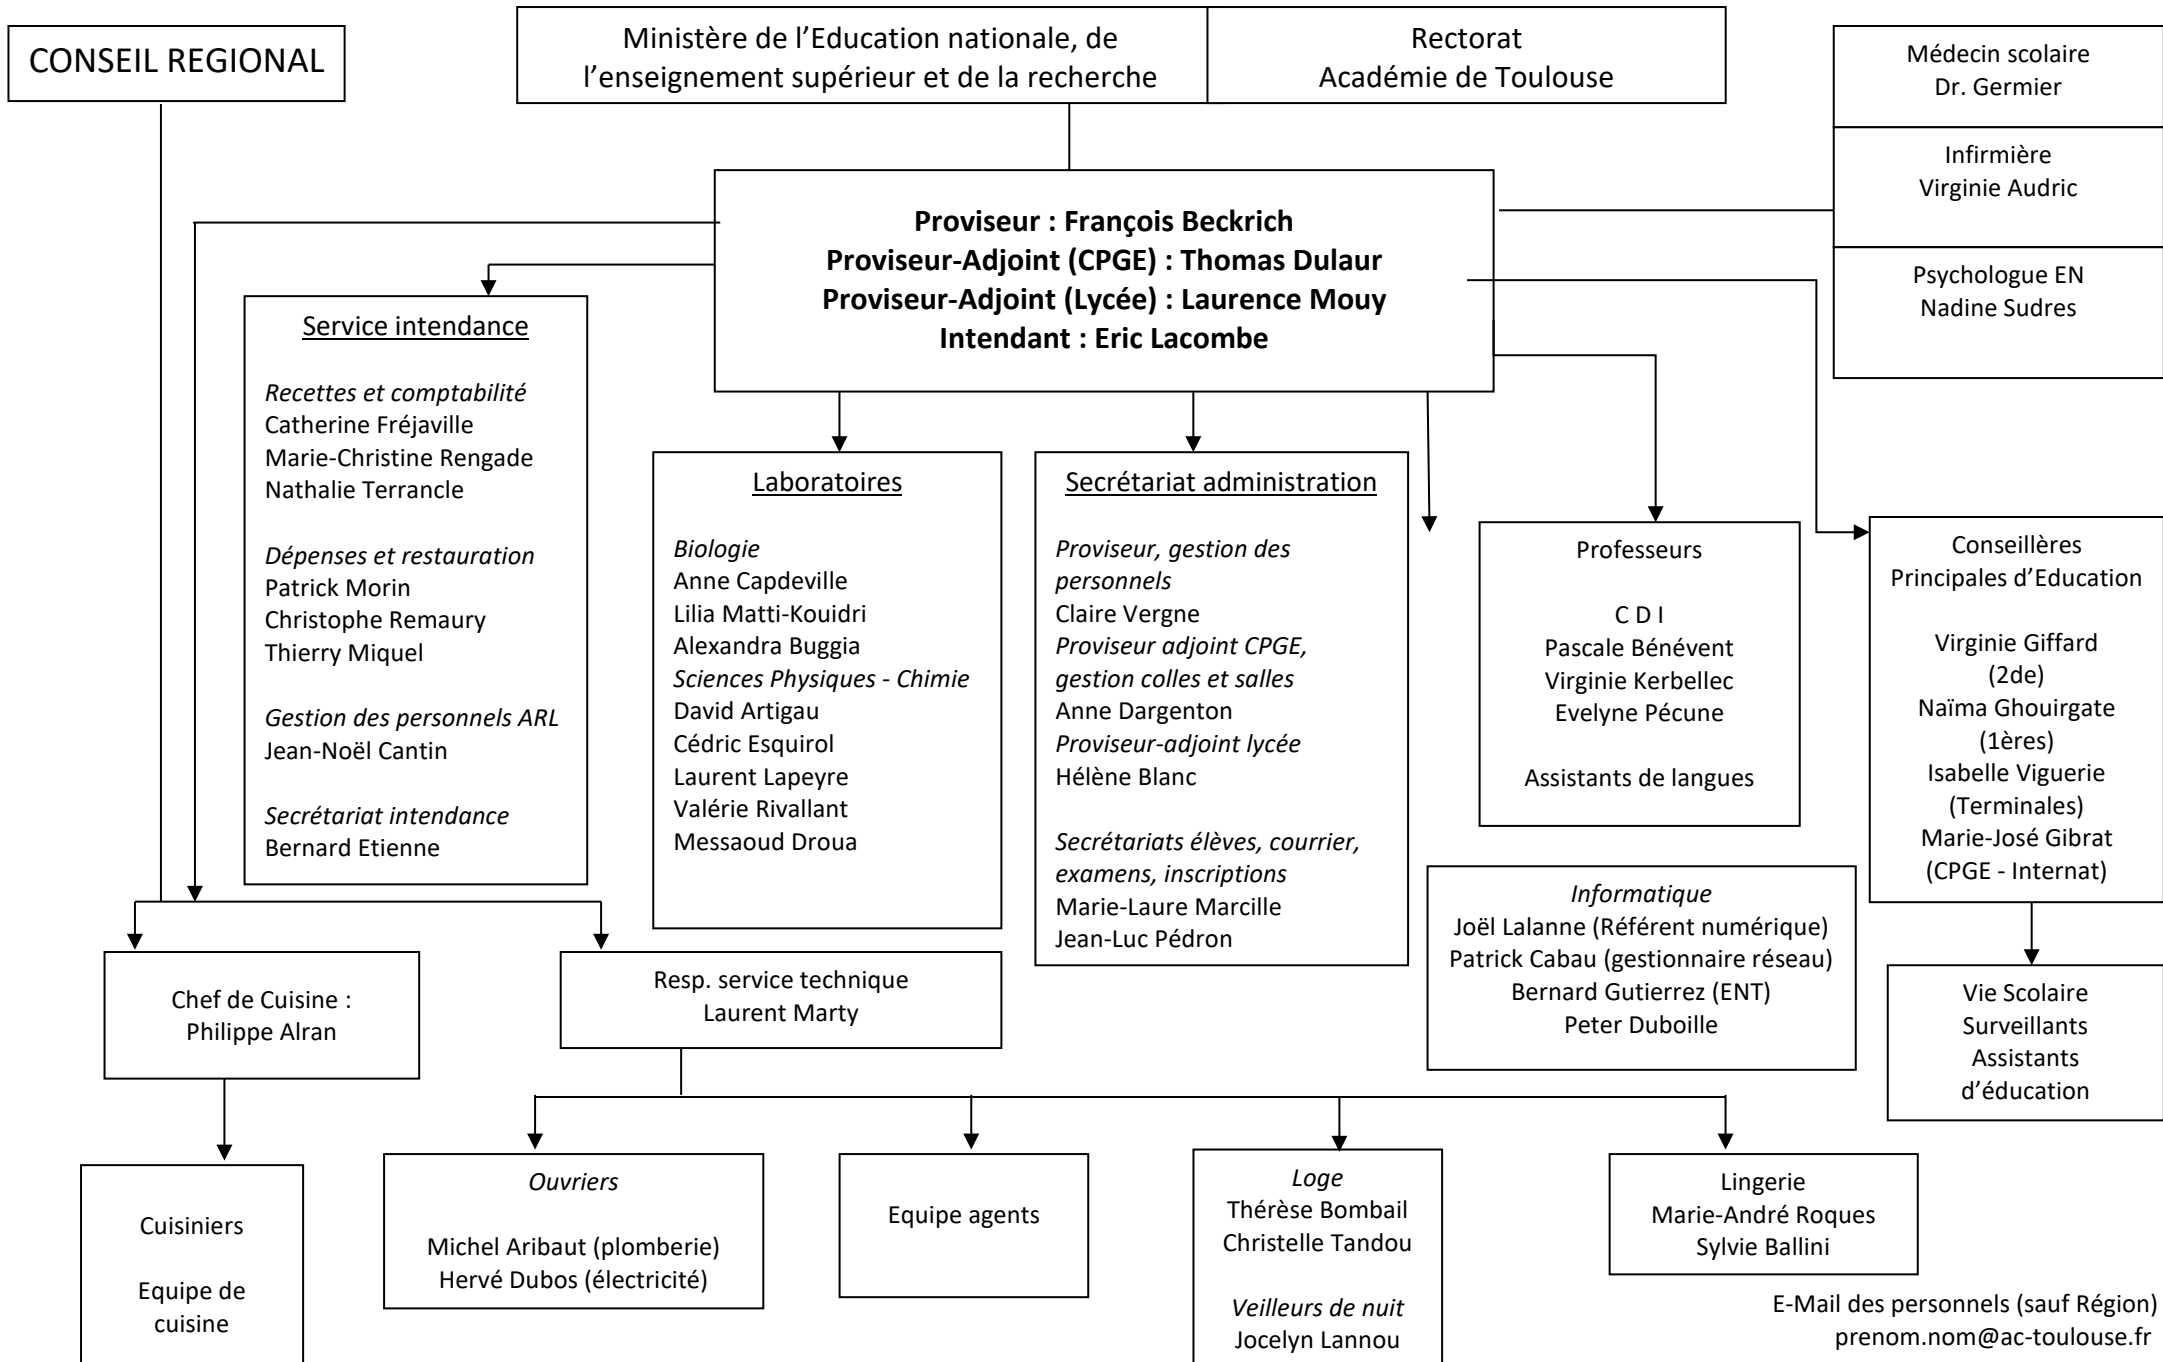 CONSEIL REGIONAL
Ministère de l’Education nationale, de
l’enseignement supérieur et de la recherche
Rectorat
Académie de Toulouse
Médecin scolaire
Dr. Germier
Infirmière
Virginie Audric
Psychologue EN
Nadine Sudres
Proviseur : François Beckrich
Proviseur-Adjoint (CPGE) : Thomas Dulaur
Proviseur-Adjoint (Lycée) : Laurence Mouy
Intendant : Eric Lacombe
Service intendance
Recettes et comptabilité
Catherine Fréjaville
Marie-Christine Rengade
Nathalie Terrancle
Dépenses et restauration
Patrick Morin
Christophe Remaury
Thierry Miquel
Gestion des personnels ARL
Jean-Noël Cantin
Secrétariat intendance
Bernard Etienne
Laboratoires
Biologie
Anne Capdeville
Lilia Matti-Kouidri
Alexandra Buggia
Sciences Physiques - Chimie
David Artigau
Cédric Esquirol
Laurent Lapeyre
Valérie Rivallant
Messaoud Droua
Secrétariat administration
Proviseur, gestion des
personnels
Claire Vergne
Proviseur adjoint CPGE,
gestion colles et salles
Anne Dargenton
Proviseur-adjoint lycée
Hélène Blanc
Secrétariats élèves, courrier,
examens, inscriptions
Marie-Laure Marcille
Jean-Luc Pédron
Professeurs
C D I
Pascale Bénévent
Virginie Kerbellec
Evelyne Pécune
Assistants de langues
Conseillères
Principales d’Education
Virginie Giffard
(2de)
Naïma Ghouirgate
(1ères)
Isabelle Viguerie
(Terminales)
Marie-José Gibrat
(CPGE - Internat)
Informatique
Joël Lalanne (Référent numérique)
Patrick Cabau (gestionnaire réseau)
Bernard Gutierrez (ENT)
Peter Duboille
Vie Scolaire
Surveillants
Assistants
d’éducation
Chef de Cuisine :
Philippe Alran
Resp. service technique
Laurent Marty
Cuisiniers
Equipe de
cuisine
Ouvriers
Michel Aribaut (plomberie)
Hervé Dubos (électricité)
Equipe agents
Loge
Thérèse Bombail
Christelle Tandou
Veilleurs de nuit
Jocelyn Lannou
Lingerie
Marie-André Roques
Sylvie Ballini
E-Mail des personnels (sauf Région)
prenom.nom@ac-toulouse.fr